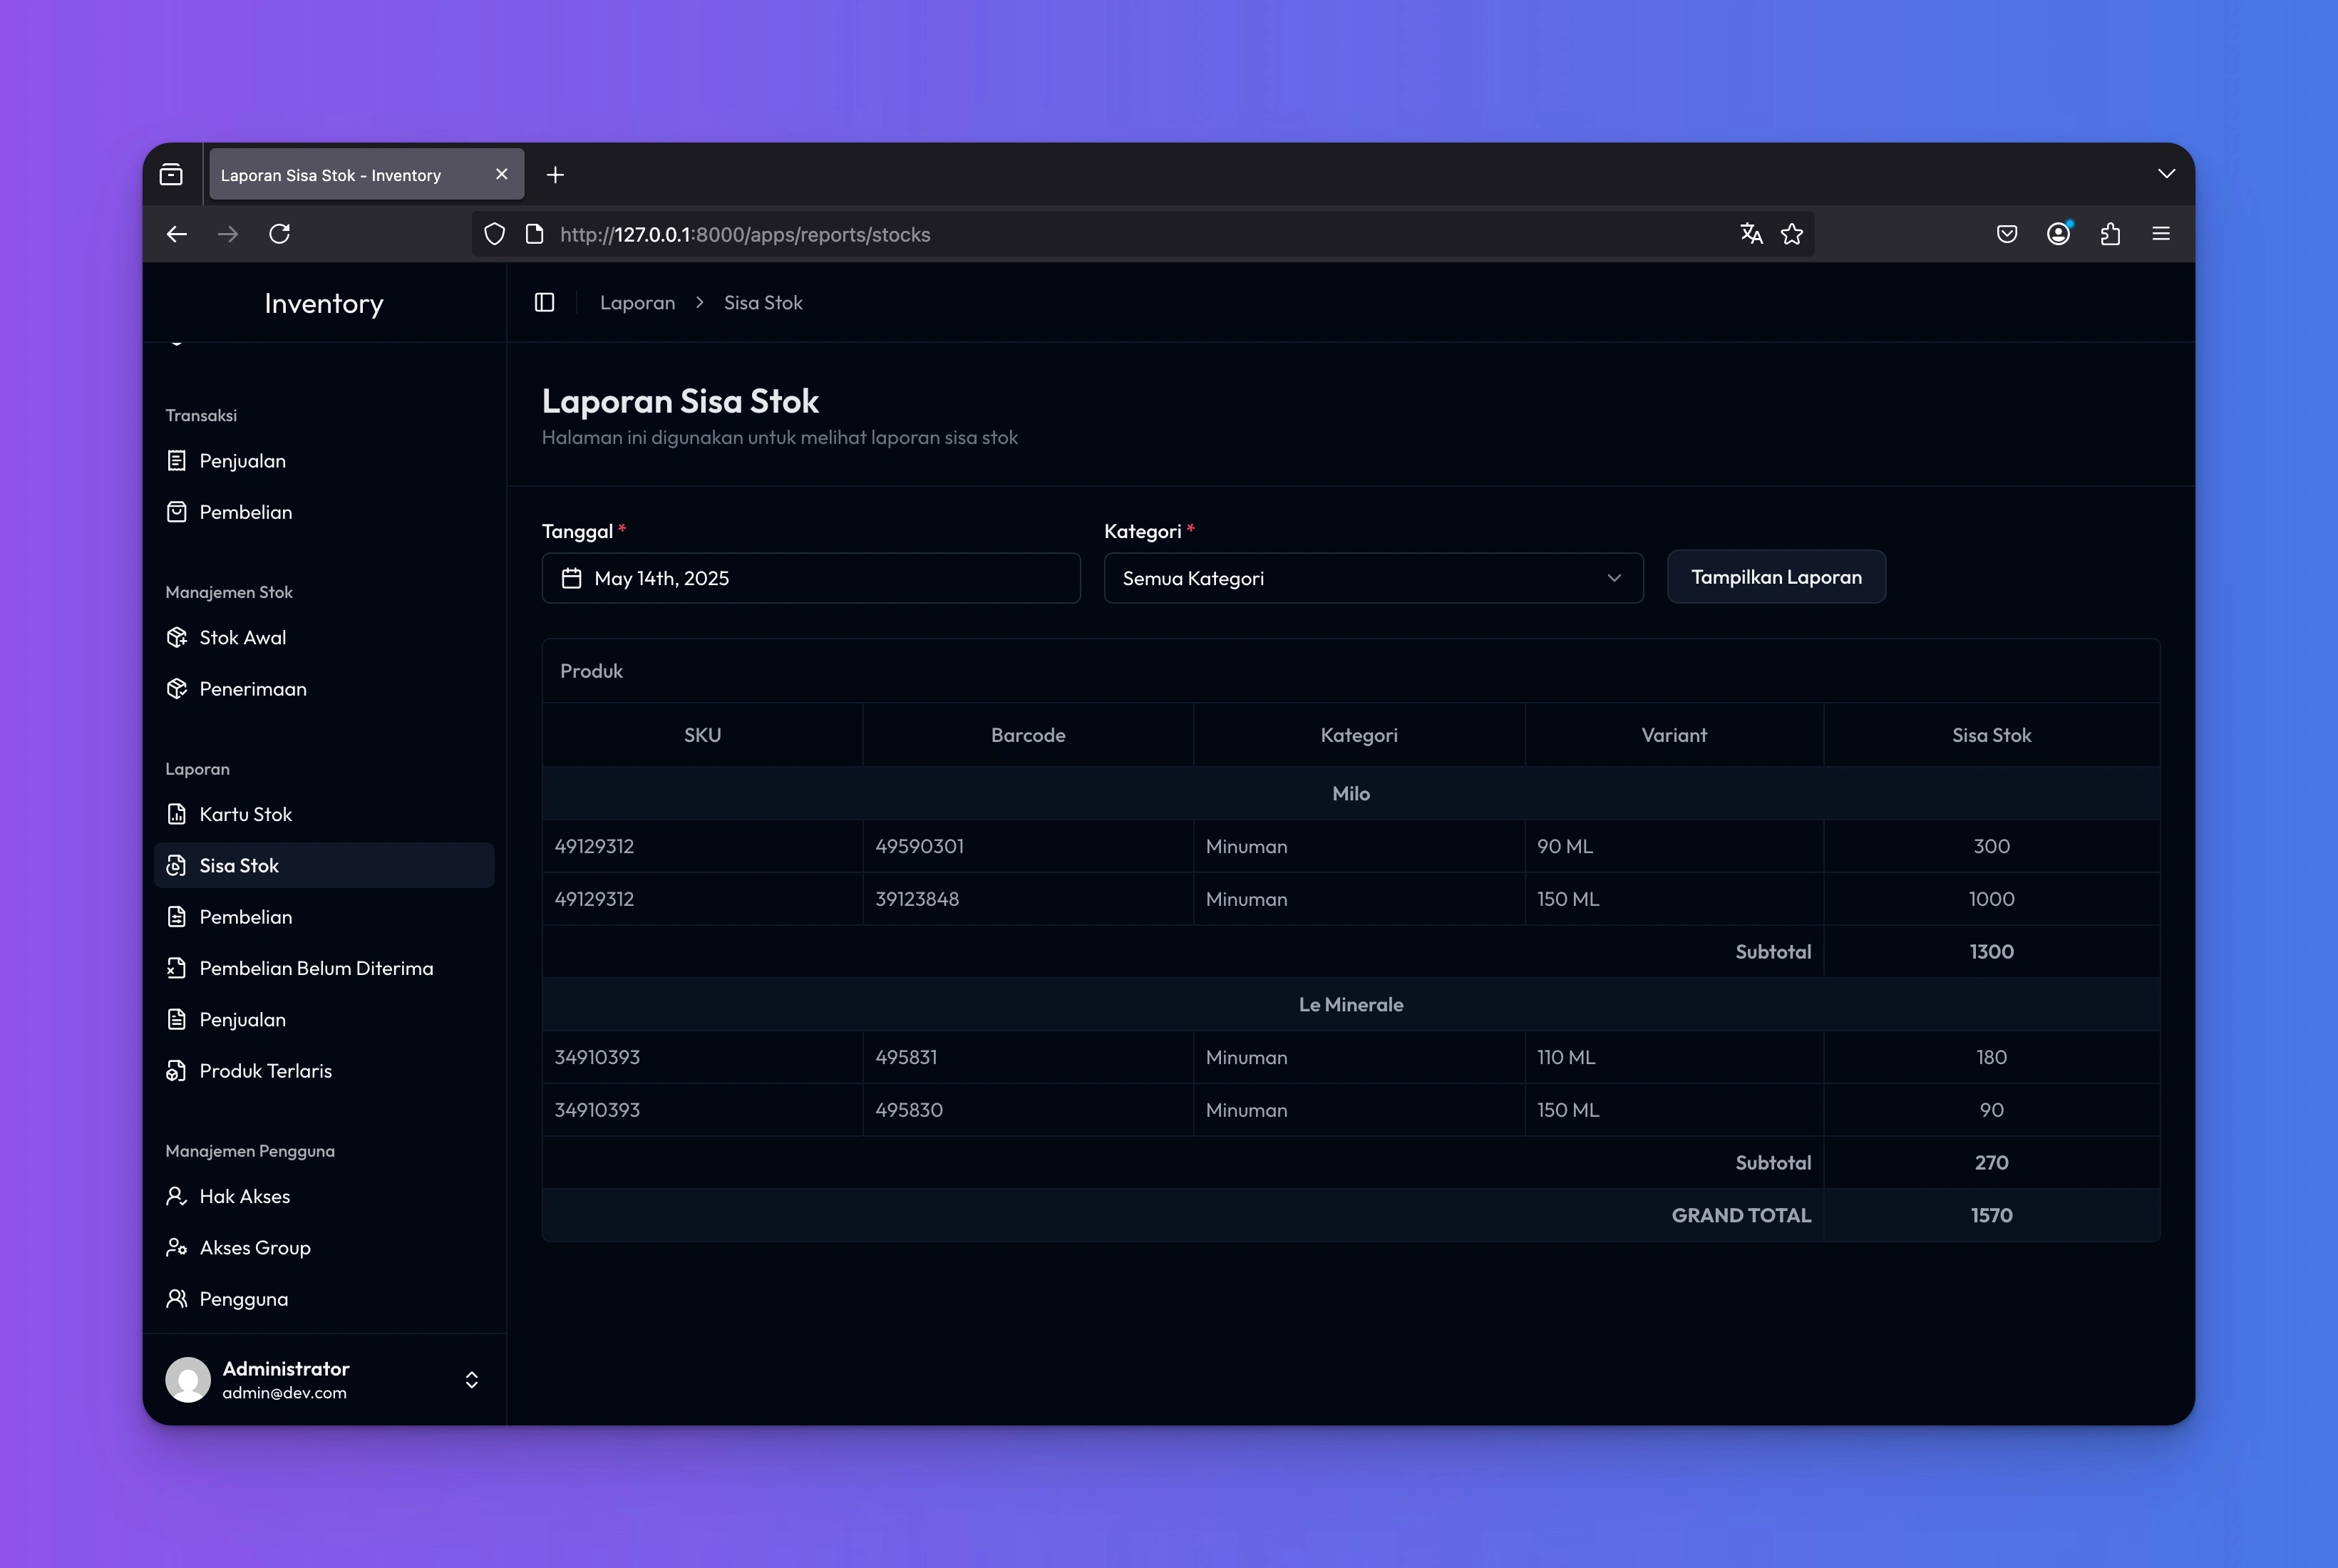 Laporan Sisa Stok - Inventory
http://127.0.0.1:8000/apps/reports/stocks
Inventory
Laporan > Sisa Stok
Transaksi
Penjualan
Pembelian
Manajemen Stok
Stok Awal
Penerimaan
Laporan
Kartu Stok
Sisa Stok
Pembelian
Pembelian Belum Diterima
Penjualan
Produk Terlaris
Manajemen Pengguna
Hak Akses
Akses Group
Pengguna
Administrator
admin@dev.com
Laporan Sisa Stok
Halaman ini digunakan untuk melihat laporan sisa stok
Tanggal * Kategori *
May 14th, 2025 Semua Kategori Tampilkan Laporan
Produk
SKU Barcode Kategori Variant Sisa Stok
Milo
49129312 49590301 Minuman 90 ML 300
49129312 39123848 Minuman 150 ML 1000
Subtotal 1300
Le Minerale
34910393 495831 Minuman 110 ML 180
34910393 495830 Minuman 150 ML 90
Subtotal 270
GRAND TOTAL 1570